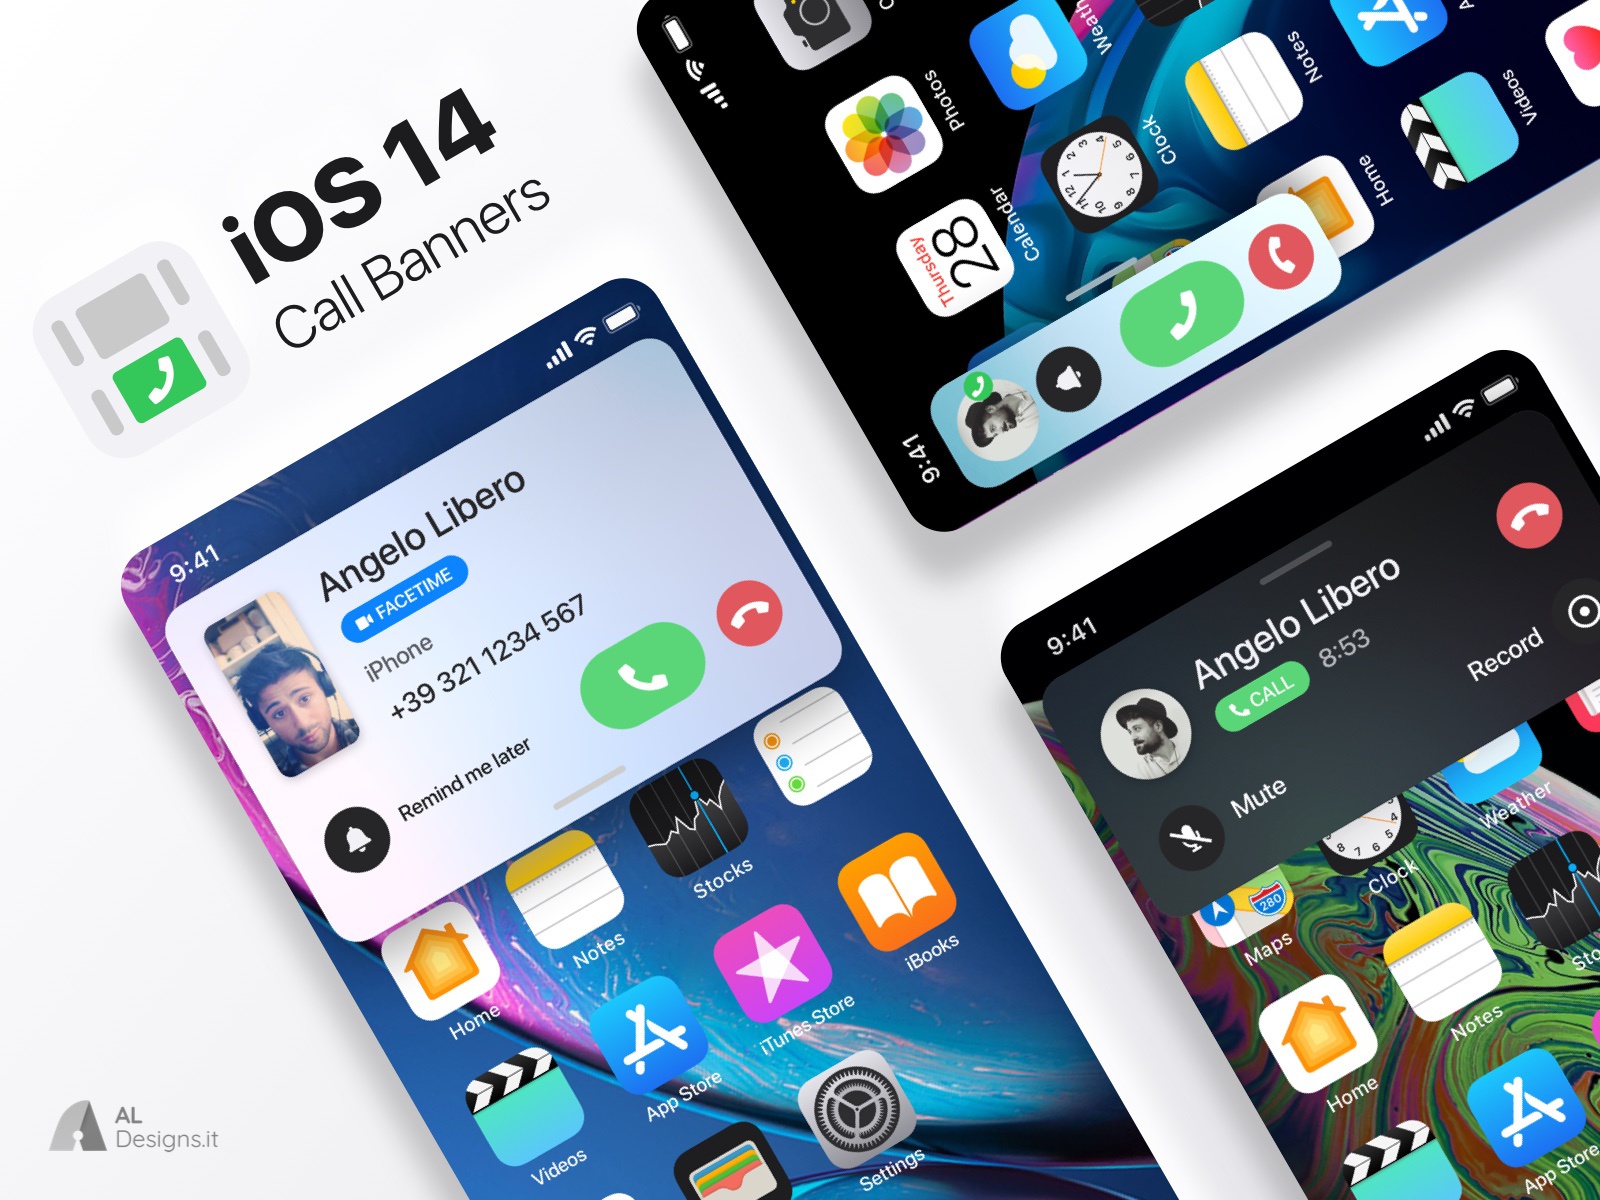 iOS 14
Call Banners
9:41
Angelo Libero
FACETIME
iPhone
+39 321 1234 567
Remind me later
Stocks
Notes
Home
iBooks
iTunes Store
App Store
Videos
Settings
Photos
Weath
Notes
Videos
Clock
Home
Calendar
Thursday
28
9:41
9:41
Angelo Libero
CALL 8:53
Record
Mute
Weather
Clock
Maps
280
Sto
Notes
Home
App Store
AL
Designs.it